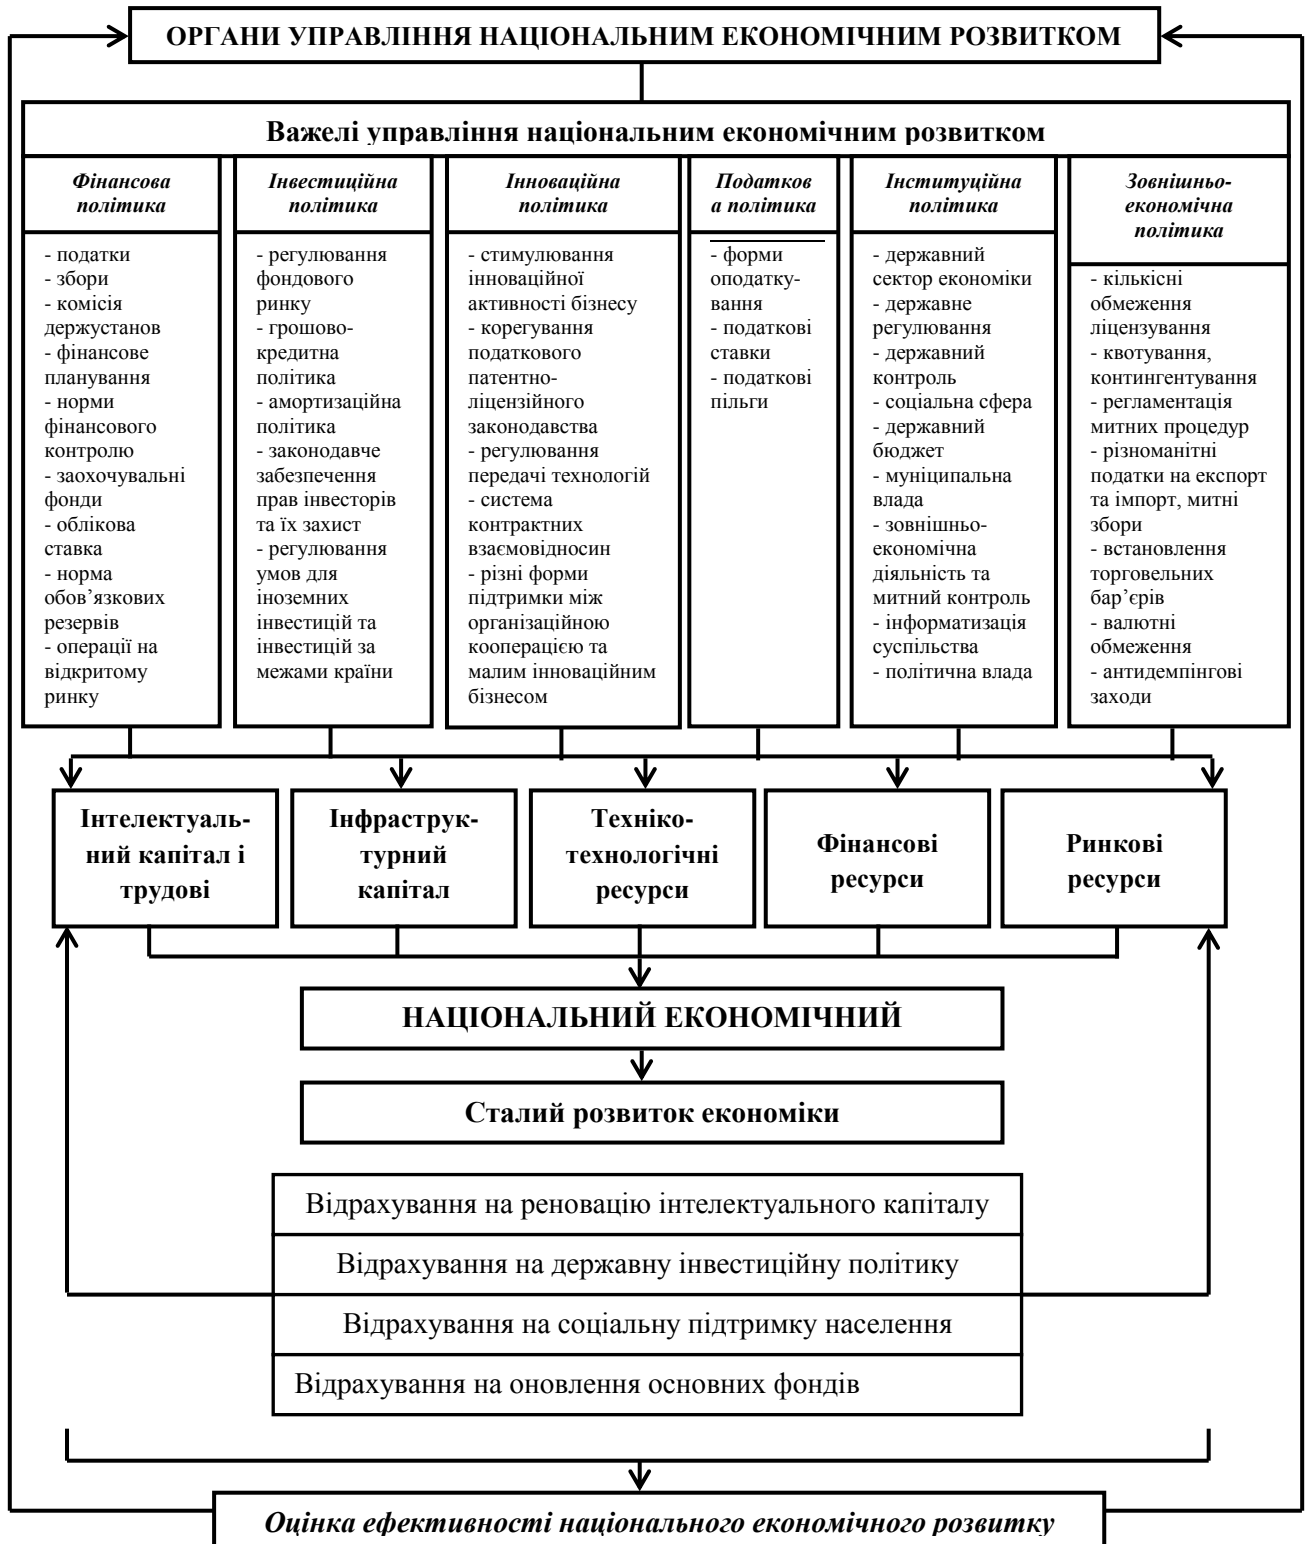 ОРГАНИ УПРАВЛІННЯ НАЦІОНАЛЬНИМ ЕКОНОМІЧНИМ РОЗВИТКОМ
Важелі управління національним економічним розвитком
Фінансова
політика
- податки
- збори
- комісія
держустанов
- фінансове
планування
- норми
фінансового
контролю
- заохочувальні
фонди
- облікова
ставка
- норма
обов’язкових
резервів
- операції на
відкритому
ринку
Інвестиційна
політика
- регулювання
фондового
ринку
- грошово-
кредитна
політика
- амортизаційна
політика
- законодавче
забезпечення
прав інвесторів
та їх захист
- регулювання
умов для
іноземних
інвестицій та
інвестицій за
межами країни
Інноваційна
політика
- стимулювання
інноваційної
активності бізнесу
- корегування
податкового
патентно-
ліцензійного
законодавства
- регулювання
передачі технологій
- система
контрактних
взаємовідносин
- різні форми
підтримки між
організаційною
кооперацією та
малим інноваційним
бізнесом
Податков
а політика
- форми
оподатку-
вання
- податкові
ставки
- податкові
пільги
Інституційна
політика
- державний
сектор економіки
- державне
регулювання
- державний
контроль
- соціальна сфера
- державний
бюджет
- муніципальна
влада
- зовнішньо-
економічна
діяльність та
митний контроль
- інформатизація
суспільства
- політична влада
Зовнішньо-
економічна
політика
- кількісні
обмеження
ліцензування
- квотування,
контингентування
- регламентація
митних процедур
- різноманітні
податки на експорт
та імпорт, митні
збори
- встановлення
торговельних
бар’єрів
- валютні
обмеження
- антидемпінгові
заходи
Інтелектуаль-
ний капітал і
трудові
Інфраструк-
турний
капітал
Техніко-
технологічні
ресурси
Фінансові
ресурси
Ринкові
ресурси
НАЦІОНАЛЬНИЙ ЕКОНОМІЧНИЙ
Сталий розвиток економіки
Відрахування на реновацію інтелектуального капіталу
Відрахування на державну інвестиційну політику
Відрахування на соціальну підтримку населення
Відрахування на оновлення основних фондів
Оцінка ефективності національного економічного розвитку